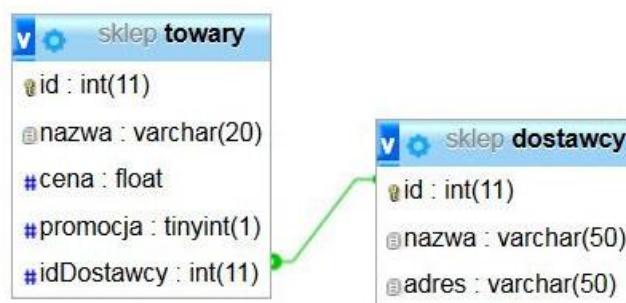 sklep towary
id : int(11)
nazwa : varchar(20)
cena : float
promocja : tinyint(1)
idDostawcy : int(11)
sklep dostawcy
id : int(11)
nazwa : varchar(50)
adres : varchar(50)